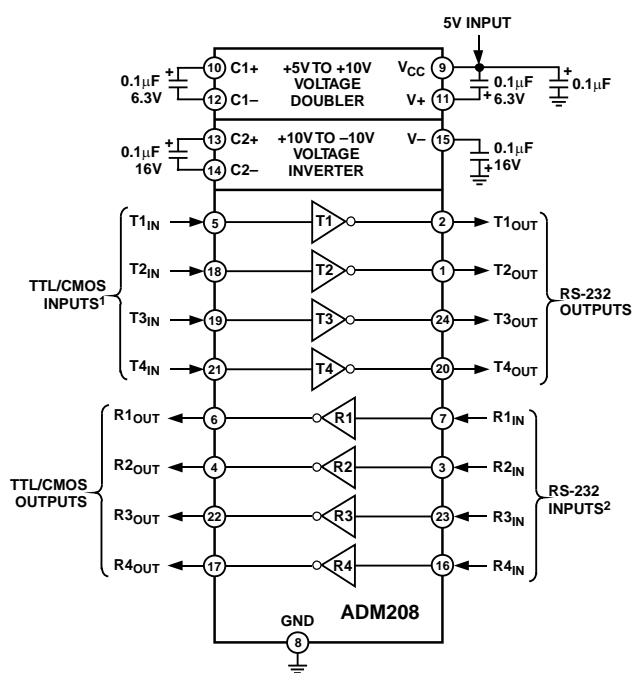 5V INPUT
10 C1+ +5V TO +10V VCC 9
0.1µF 6.3V
VOLTAGE
12 C1– DOUBLER V+ 11
0.1µF 6.3V
0.1µF
13 C2+ +10V TO –10V V– 15
0.1µF 16V
VOLTAGE
14 C2– INVERTER
0.1µF 16V
T1IN 5 T1 2 T1OUT
T2IN 18 T2 1 T2OUT
TTL/CMOS
INPUTS1
RS-232
OUTPUTS
T3IN 19 T3 24 T3OUT
T4IN 21 T4 20 T4OUT
R1OUT 6 R1 7 R1IN
R2OUT 4 R2 3 R2IN
TTL/CMOS
OUTPUTS
RS-232
INPUTS2
R3OUT 22 R3 23 R3IN
R4OUT 17 R4 16 R4IN
GND
ADM208
8